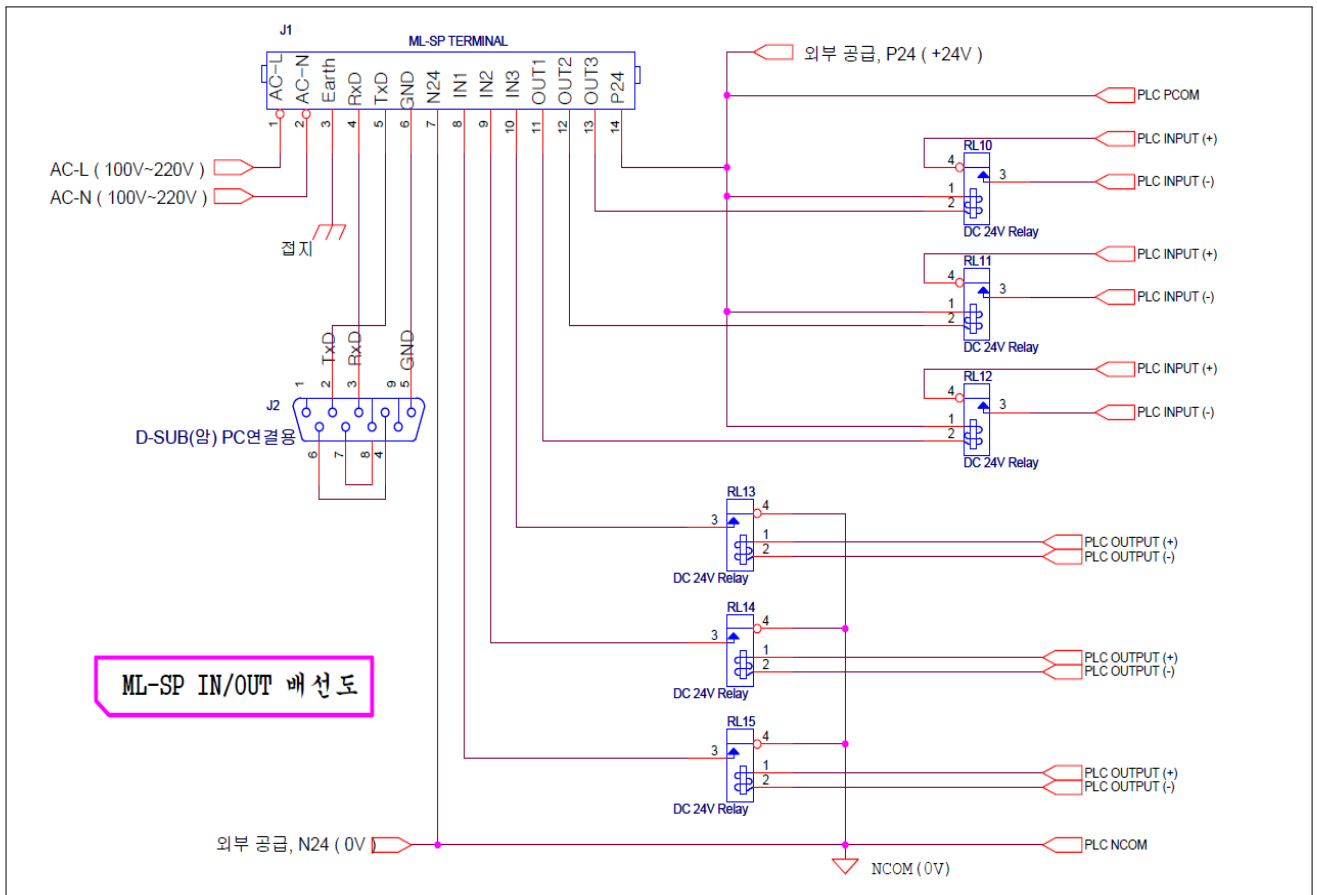 J1
ML-SP TERMINAL
AC-L
AC-N
Earth
RxD
TxD
GND
N24
IN1
IN2
IN3
OUT1
OUT2
OUT3
P24
1
2
3
4
5
6
7
8
9
10
11
12
13
14
외부 공급, P24 ( +24V )
PLC PCOM
AC-L ( 100V~220V )
AC-N ( 100V~220V )
접지
PLC INPUT (+)
RL10
4
3
PLC INPUT (-)
1
2
DC 24V Relay
PLC INPUT (+)
RL11
4
3
PLC INPUT (-)
1
2
DC 24V Relay
PLC INPUT (+)
RL12
4
3
PLC INPUT (-)
1
2
DC 24V Relay
TxD
RxD
GND
1
2
3
9
5
J2
D-SUB(암) PC연결용
6
7
8
4
RL13
4
3
1
PLC OUTPUT (+)
2
PLC OUTPUT (-)
DC 24V Relay
RL14
4
3
1
PLC OUTPUT (+)
2
PLC OUTPUT (-)
DC 24V Relay
ML-SP IN/OUT 배선도
RL15
4
3
1
PLC OUTPUT (+)
2
PLC OUTPUT (-)
DC 24V Relay
외부 공급, N24 ( 0V )
PLC NCOM
NCOM(0V)